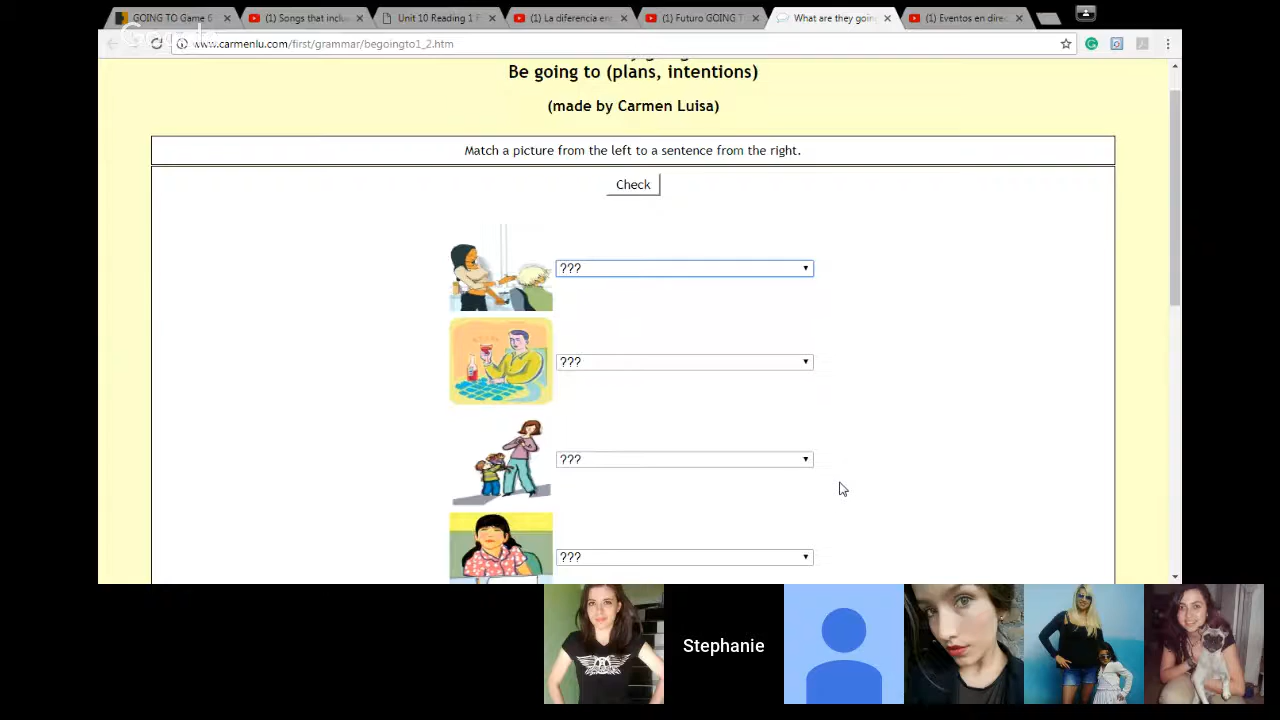 GOING TO Game 6
(1) Songs that inclu
Unit 10 Reading 1 F
(1) La diferencia en
(1) Futuro GOING T
What are they goin
(1) Eventos en dire
www.carmenlu.com/first/grammar/begoingto1_2.htm
Be going to (plans, intentions)
(made by Carmen Luisa)
Match a picture from the left to a sentence from the right.
Check
???
???
???
???
Stephanie